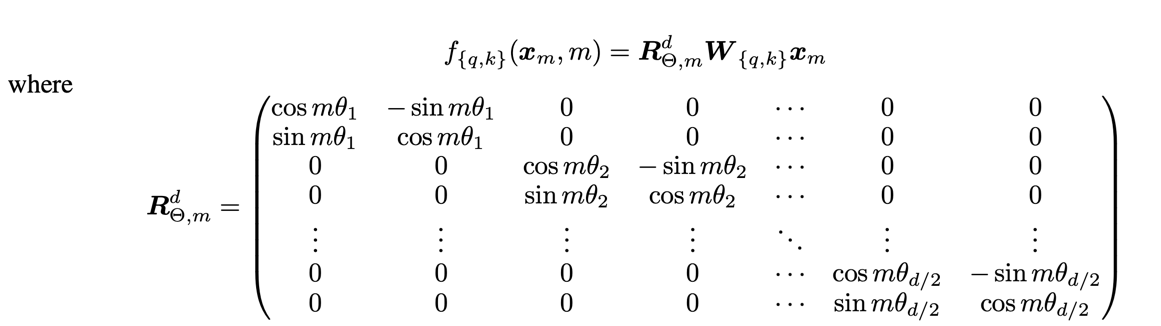 f_{q,k}(x_m, m) = R^d_{Θ,m} W_{q,k} x_m
where
cos mθ_1 − sin mθ_1 0 0 ⋯ 0 0
sin mθ_1 cos mθ_1 0 0 ⋯ 0 0
0 0 cos mθ_2 − sin mθ_2 ⋯ 0 0
0 0 sin mθ_2 cos mθ_2 ⋯ 0 0
R^d_{Θ,m} =
⋮ ⋮ ⋮ ⋮ ⋱ ⋮ ⋮
0 0 0 0 ⋯ cos mθ_{d/2} − sin mθ_{d/2}
0 0 0 0 ⋯ sin mθ_{d/2} cos mθ_{d/2}